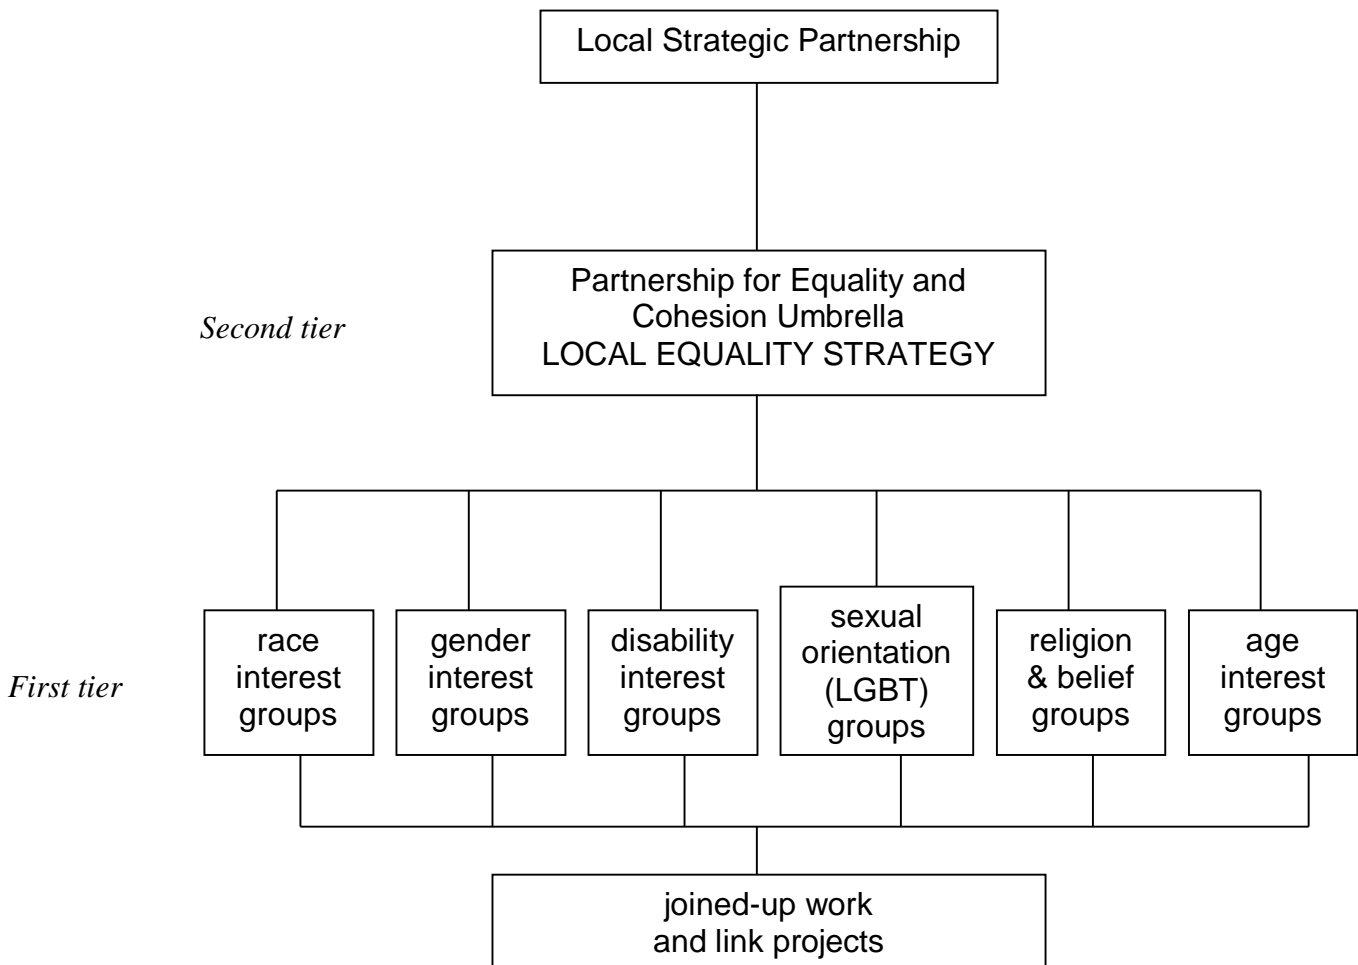 Local Strategic Partnership
Second tier
Partnership for Equality and
Cohesion Umbrella
LOCAL EQUALITY STRATEGY
First tier
race
interest
groups
gender
interest
groups
disability
interest
groups
sexual
orientation
(LGBT)
groups
religion
& belief
groups
age
interest
groups
joined-up work
and link projects